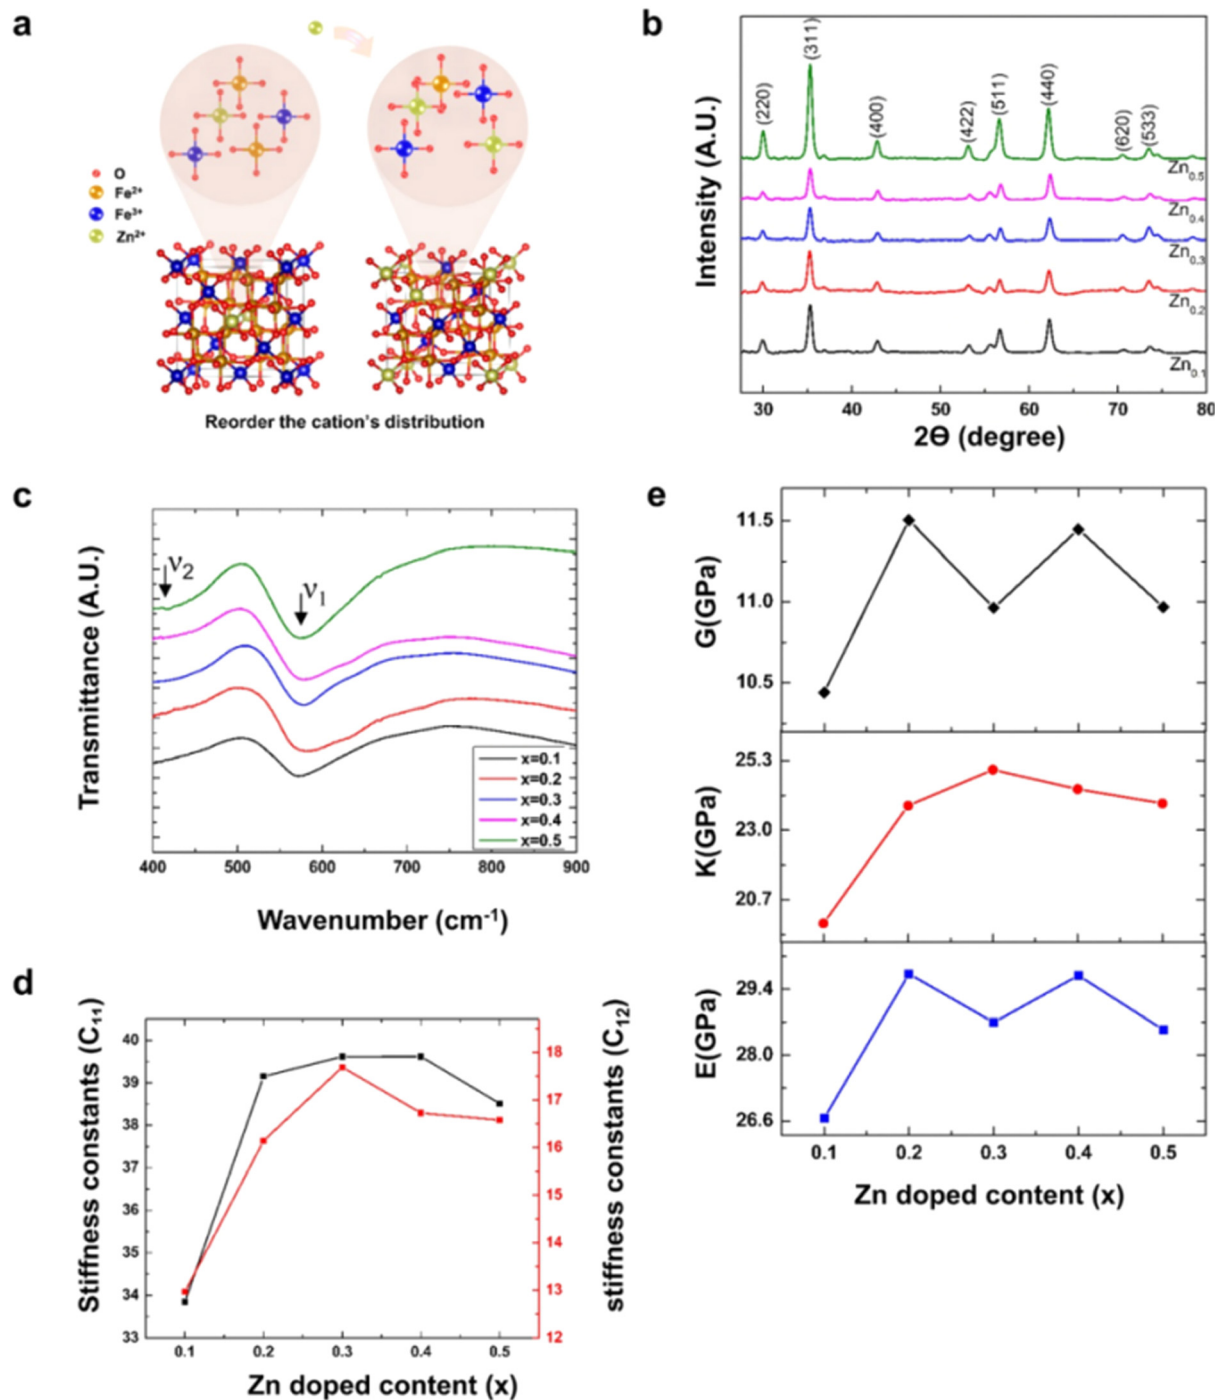 a
O
Fe²⁺
Fe³⁺
Zn²⁺
Reorder the cation's distribution
b
Intensity (A.U.)
(220)
(311)
(400)
(422)
(511)
(440)
(620)
(533)
Zn₀.₅
Zn₀.₄
Zn₀.₃
Zn₀.₂
Zn₀.₁
30 40 50 60 70 80
2Θ (degree)
c
Transmittance (A.U.)
ν₂
ν₁
x=0.1
x=0.2
x=0.3
x=0.4
x=0.5
400 500 600 700 800 900
Wavenumber (cm⁻¹)
d
Stiffness constants (C₁₁)
40
39
38
37
36
35
34
33
stiffness constants (C₁₂)
18
17
16
15
14
13
12
0.1 0.2 0.3 0.4 0.5
Zn doped content (x)
e
G(GPa)
11.5
11.0
10.5
K(GPa)
25.3
23.0
20.7
E(GPa)
29.4
28.0
26.6
0.1 0.2 0.3 0.4 0.5
Zn doped content (x)